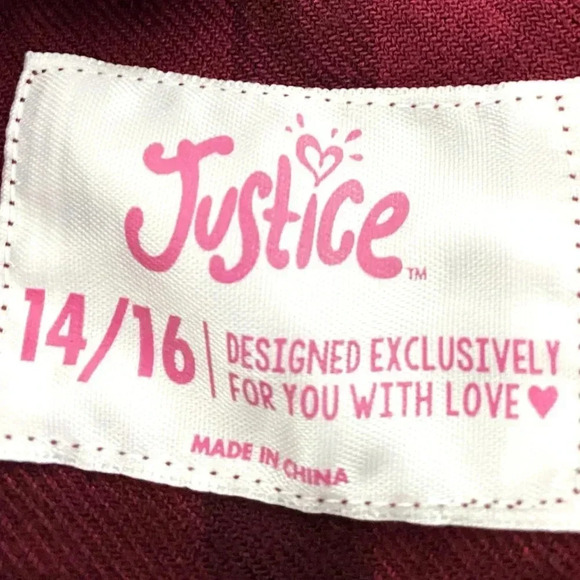 Justice™
14/16
DESIGNED EXCLUSIVELY
FOR YOU WITH LOVE ♥
MADE IN CHINA